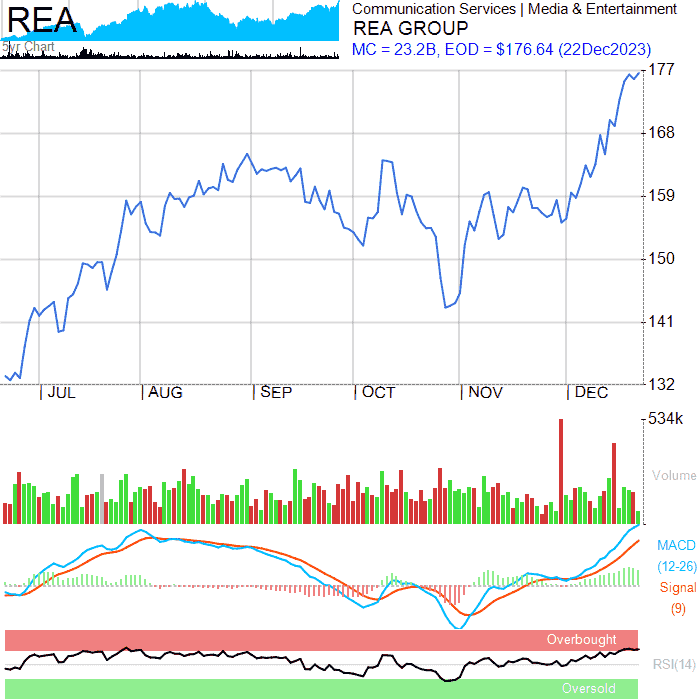 REA
5yr Chart
Communication Services | Media & Entertainment
REA GROUP
MC = 23.2B, EOD = $176.64 (22Dec2023)
177
168
159
150
141
132
| JUL | AUG | SEP | OCT | NOV | DEC
534k
Volume
MACD
(12-26)
Signal
(9)
Overbought
RSI(14)
Oversold